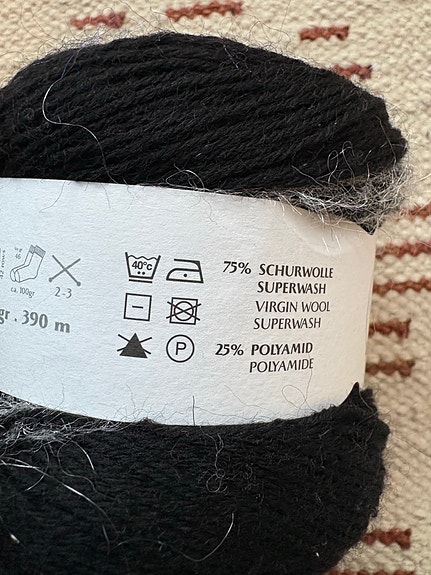 ca. 100gr
2-3
gr . 390 m
40°C
P
75% SCHURWOLLE
SUPERWASH
VIRGIN WOOL
SUPERWASH
25% POLYAMID
POLYAMIDE